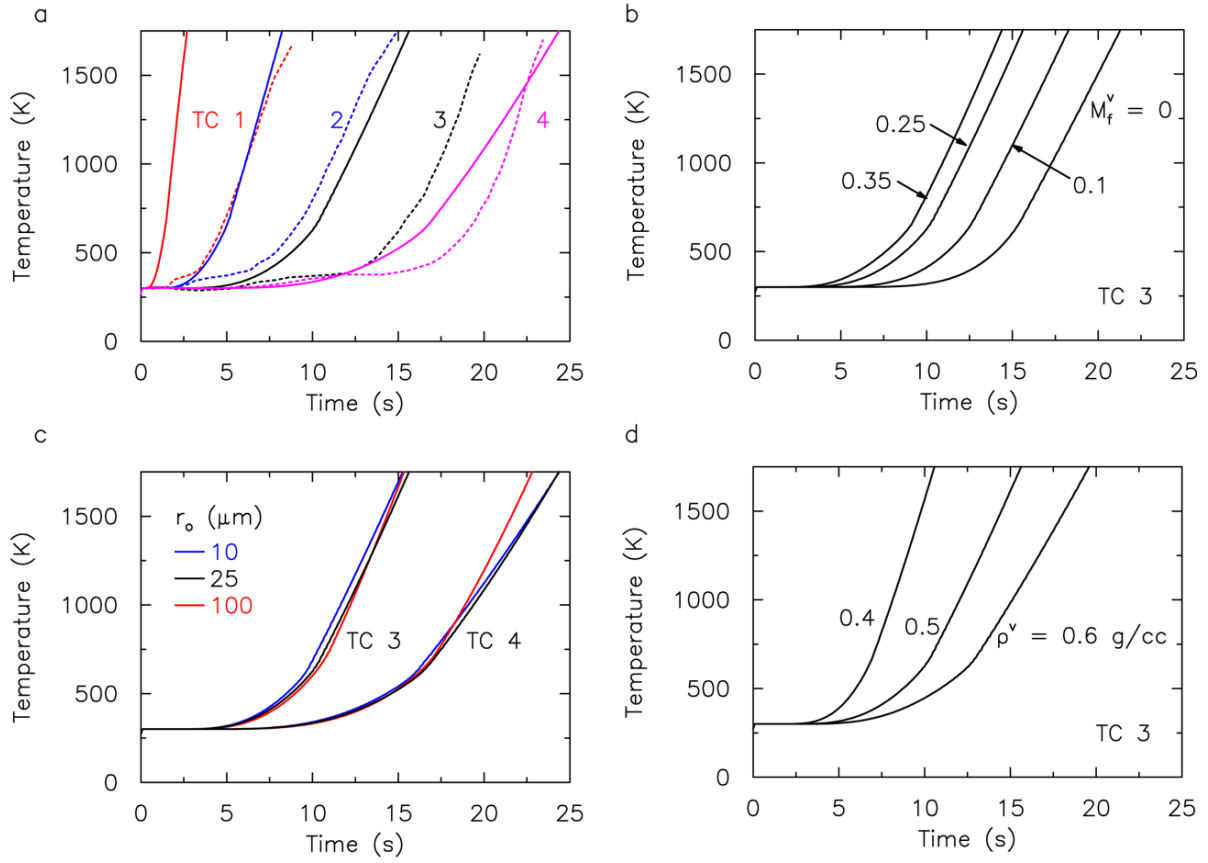 a
Temperature (K)
1500
1000
500
0
TC 1
2
3
4
0 5 10 15 20 25
Time (s)
b
Temperature (K)
1500
1000
500
0
M_f^v = 0
0.25
0.35
0.1
TC 3
0 5 10 15 20 25
Time (s)
c
Temperature (K)
1500
1000
500
0
r_o (μm)
10
25
100
TC 3
TC 4
0 5 10 15 20 25
Time (s)
d
Temperature (K)
1500
1000
500
0
0.4
0.5
ρ^v = 0.6 g/cc
TC 3
0 5 10 15 20 25
Time (s)